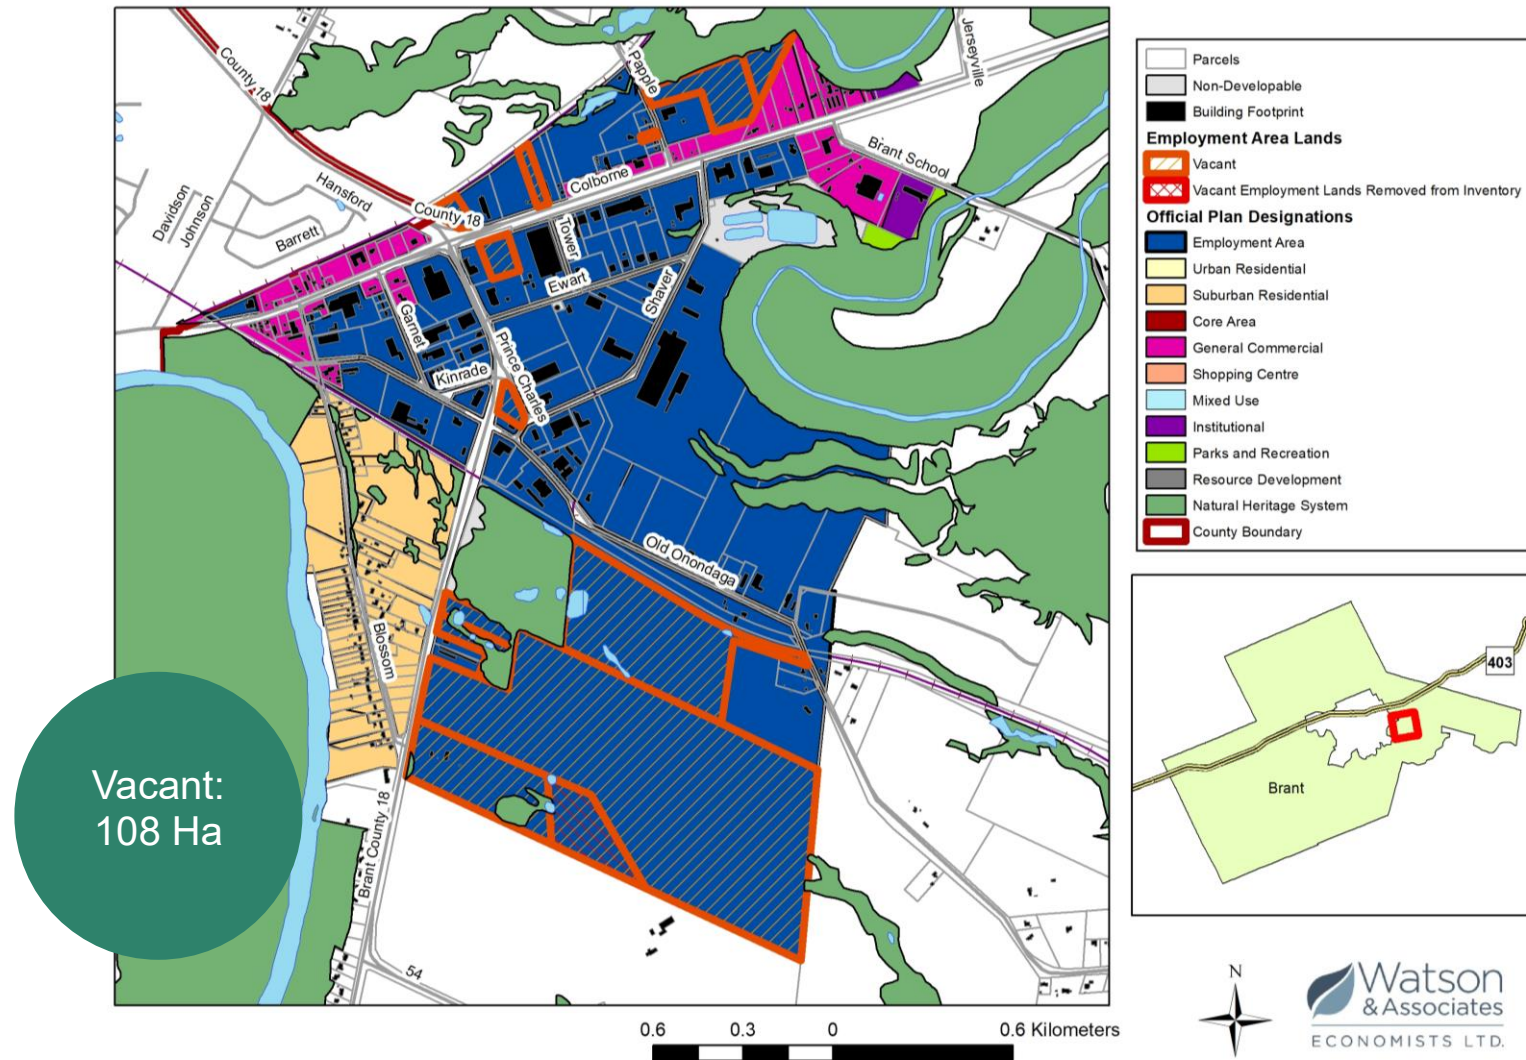 County 18
Papple
Jerseyville
Brant School
Colborne
Hansford
County 18
Davidson
Johnson
Barrett
Tower
Ewart
Shaver
Garnet
Prince Charles
Kinrade
Old Onondaga
Blossom
Brant County 18
54
Vacant:
108 Ha
0.6 0.3 0 0.6 Kilometers
Parcels
Non-Developable
Building Footprint
Employment Area Lands
Vacant
Vacant Employment Lands Removed from Inventory
Official Plan Designations
Employment Area
Urban Residential
Suburban Residential
Core Area
General Commercial
Shopping Centre
Mixed Use
Institutional
Parks and Recreation
Resource Development
Natural Heritage System
County Boundary
403
Brant
N
Watson
& Associates
ECONOMISTS LTD.